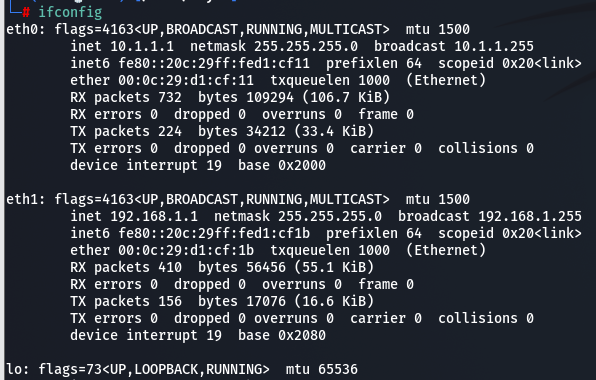 # ifconfig
eth0: flags=4163<UP,BROADCAST,RUNNING,MULTICAST>  mtu 1500
        inet 10.1.1.1  netmask 255.255.255.0  broadcast 10.1.1.255
        inet6 fe80::20c:29ff:fed1:cf11  prefixlen 64  scopeid 0x20<link>
        ether 00:0c:29:d1:cf:11  txqueuelen 1000  (Ethernet)
        RX packets 732  bytes 109294 (106.7 KiB)
        RX errors 0  dropped 0  overruns 0  frame 0
        TX packets 224  bytes 34212 (33.4 KiB)
        TX errors 0  dropped 0 overruns 0  carrier 0  collisions 0
        device interrupt 19  base 0x2000
eth1: flags=4163<UP,BROADCAST,RUNNING,MULTICAST>  mtu 1500
        inet 192.168.1.1  netmask 255.255.255.0  broadcast 192.168.1.255
        inet6 fe80::20c:29ff:fed1:cf1b  prefixlen 64  scopeid 0x20<link>
        ether 00:0c:29:d1:cf:1b  txqueuelen 1000  (Ethernet)
        RX packets 410  bytes 56456 (55.1 KiB)
        RX errors 0  dropped 0  overruns 0  frame 0
        TX packets 156  bytes 17076 (16.6 KiB)
        TX errors 0  dropped 0 overruns 0  carrier 0  collisions 0
        device interrupt 19  base 0x2080
lo: flags=73<UP,LOOPBACK,RUNNING>  mtu 65536